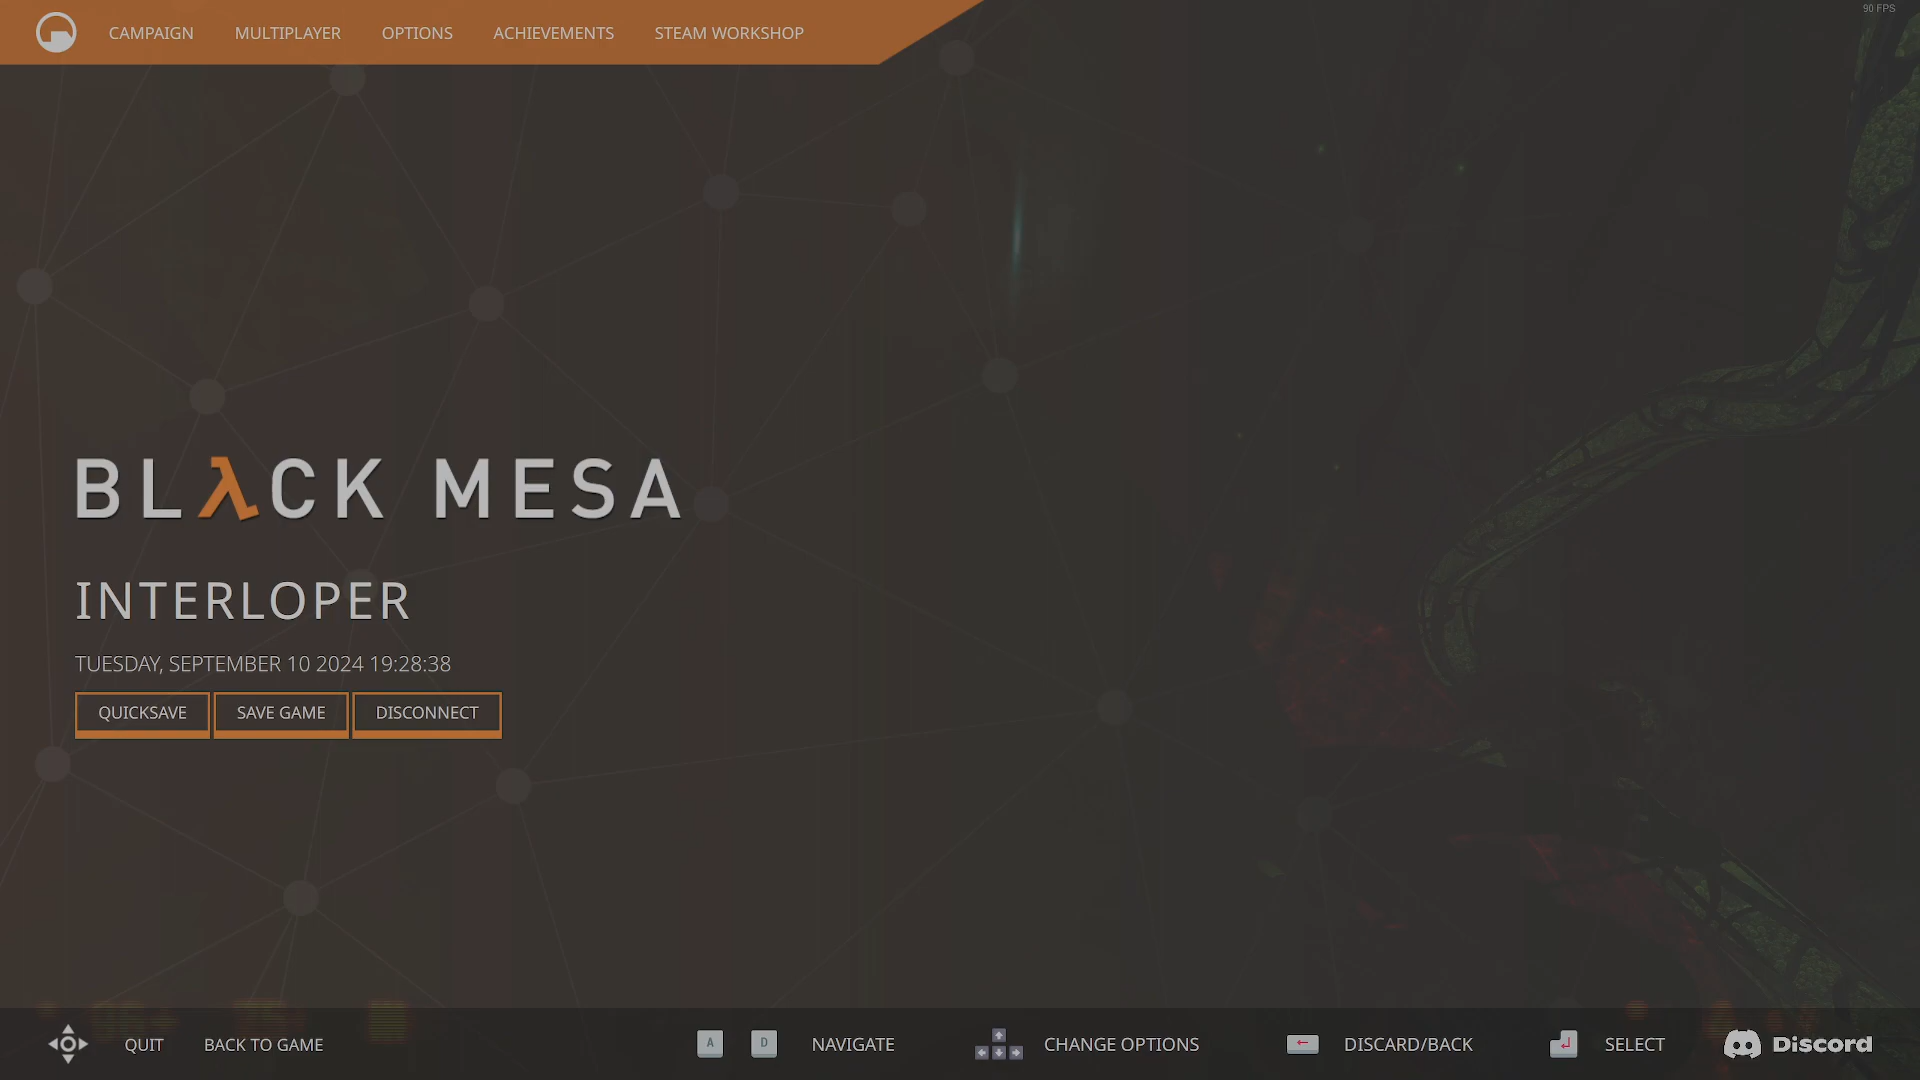 CAMPAIGN MULTIPLAYER OPTIONS ACHIEVEMENTS STEAM WORKSHOP
90 FPS
BLλCK MESA
INTERLOPER
TUESDAY, SEPTEMBER 10 2024 19:28:38
QUICKSAVE SAVE GAME DISCONNECT
QUIT BACK TO GAME A D NAVIGATE CHANGE OPTIONS DISCARD/BACK SELECT Discord